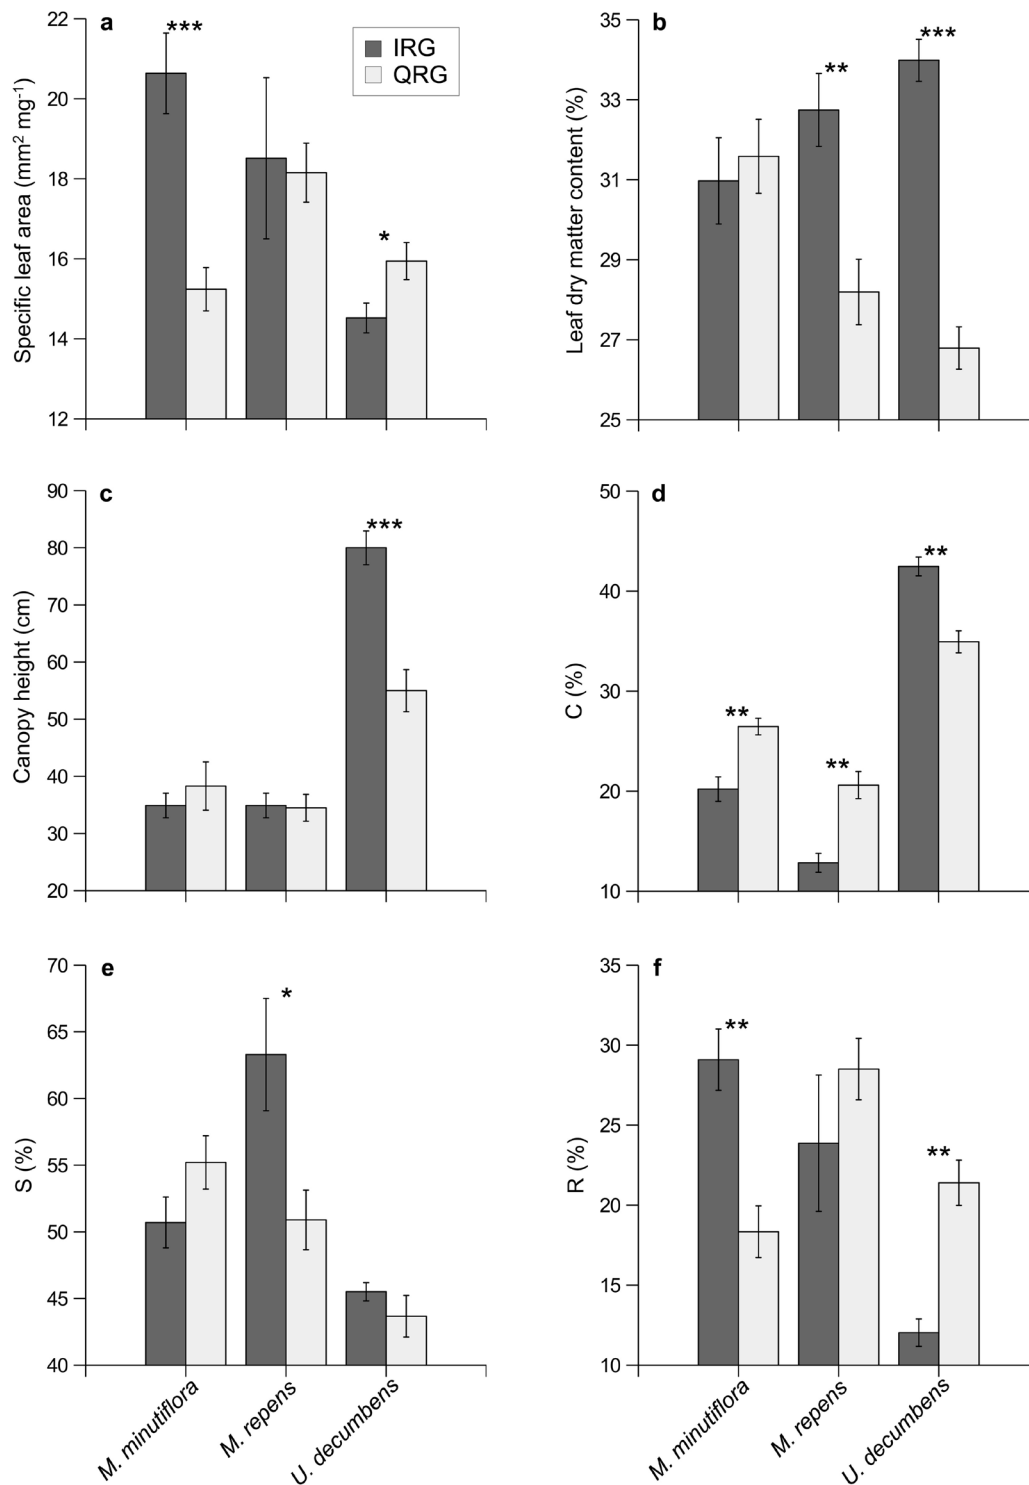 a
***
IRG
QRG
*
Specific leaf area (mm² mg⁻¹)
22
20
18
16
14
12
b
**
***
Leaf dry matter content (%)
35
33
31
29
27
25
c
***
Canopy height (cm)
90
80
70
60
50
40
30
20
d
**
**
**
C (%)
50
40
30
20
10
e
*
S (%)
70
65
60
55
50
45
40
M. minutiflora
M. repens
U. decumbens
f
**
**
R (%)
35
30
25
20
15
10
M. minutiflora
M. repens
U. decumbens